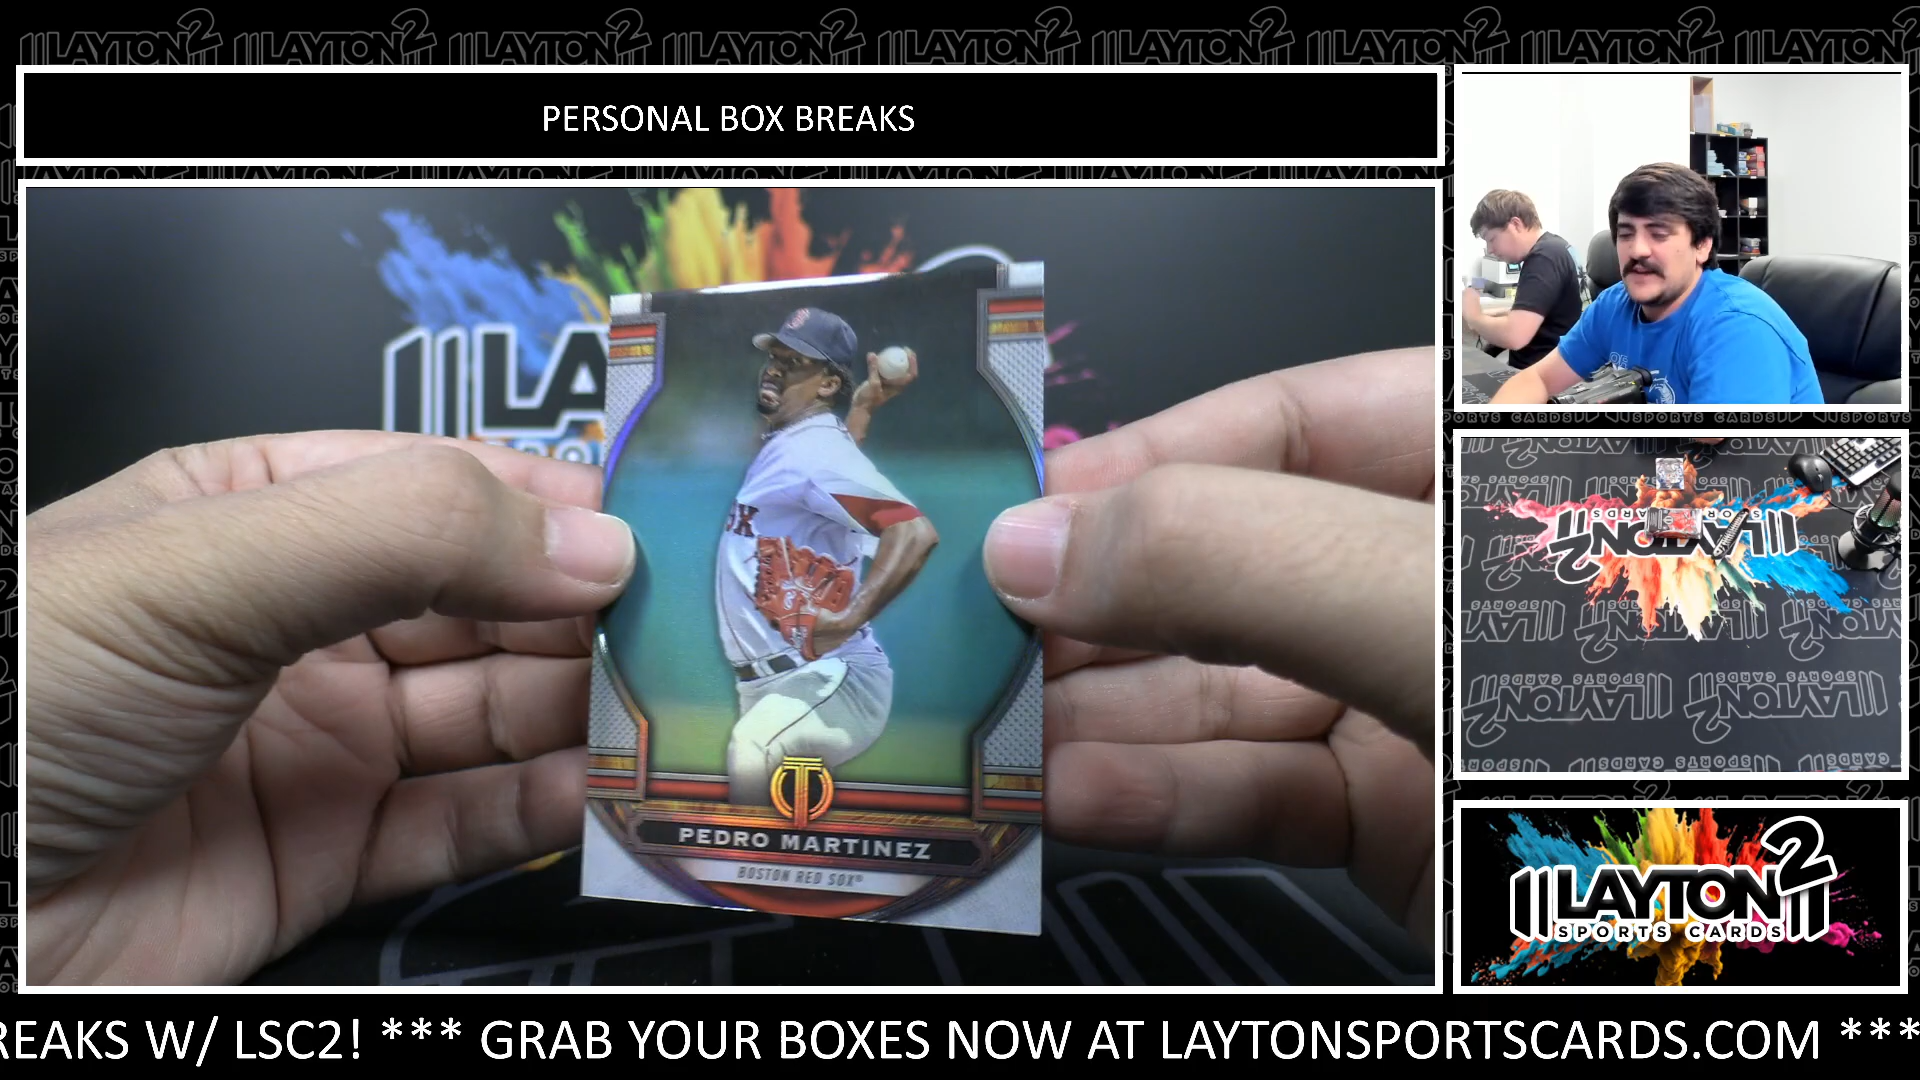 PERSONAL BOX BREAKS
LA
PEDRO MARTINEZ
BOSTON RED SOX®
LAYTON 2
SPORTS CARDS
REAKS W/ LSC2! *** GRAB YOUR BOXES NOW AT LAYTONSPORTSCARDS.COM ***